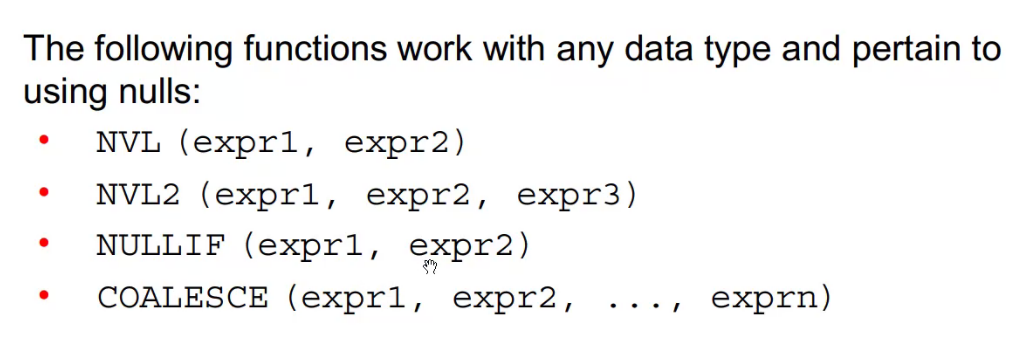 The following functions work with any data type and pertain to
using nulls:
• NVL (expr1, expr2)
• NVL2 (expr1, expr2, expr3)
• NULLIF (expr1, expr2)
• COALESCE (expr1, expr2, ..., exprn)